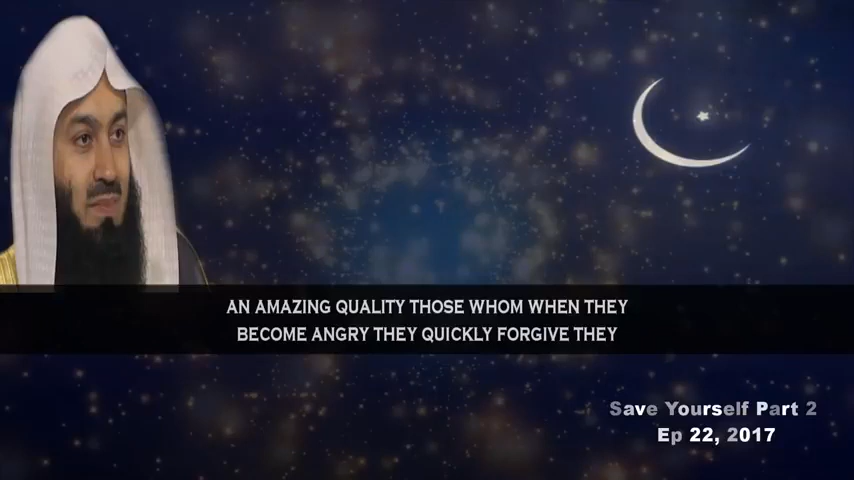 AN AMAZING QUALITY THOSE WHOM WHEN THEY
BECOME ANGRY THEY QUICKLY FORGIVE THEY
Save Yourself Part 2
Ep 22, 2017